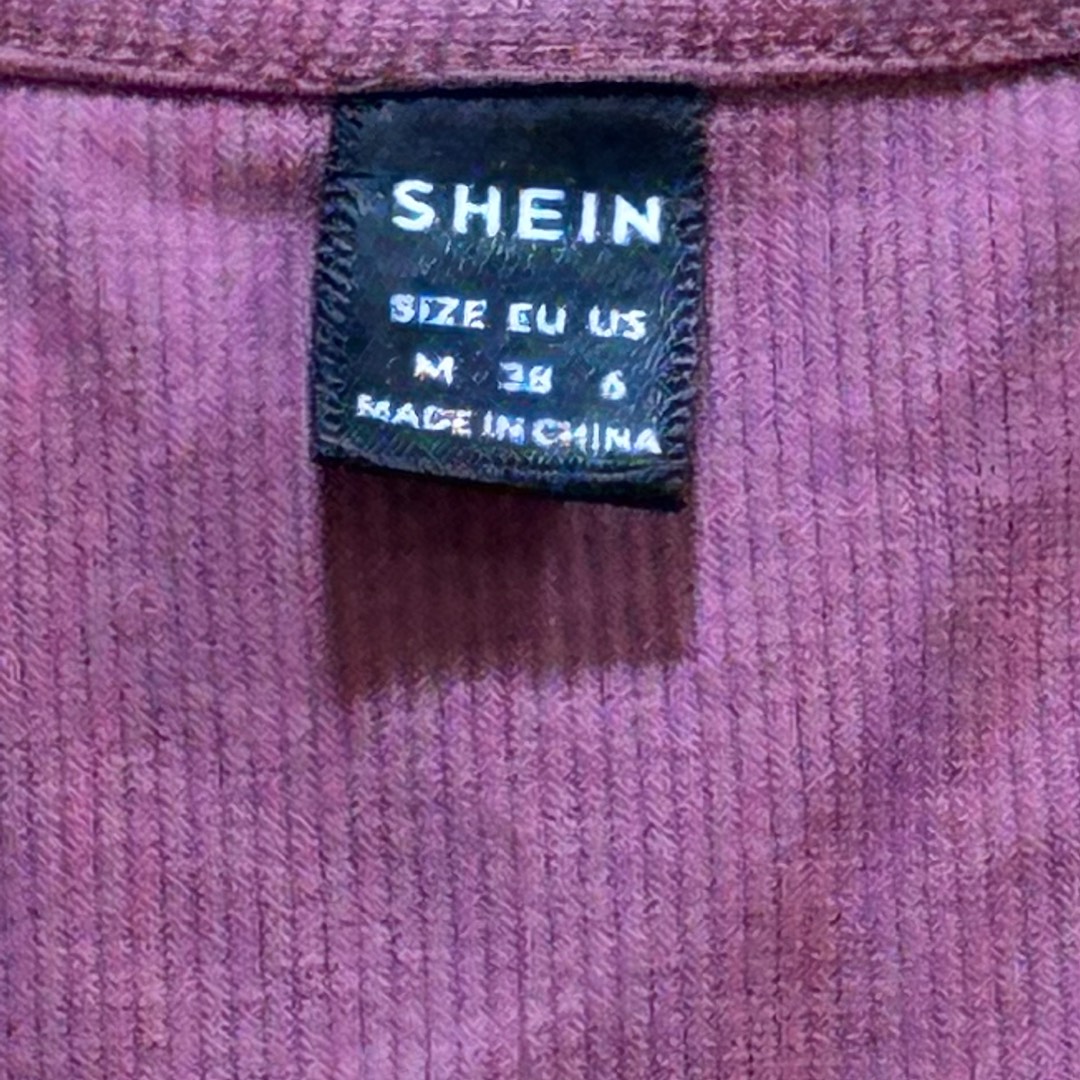 SHEIN
SIZE EU US
M 38 6
MADE IN CHINA